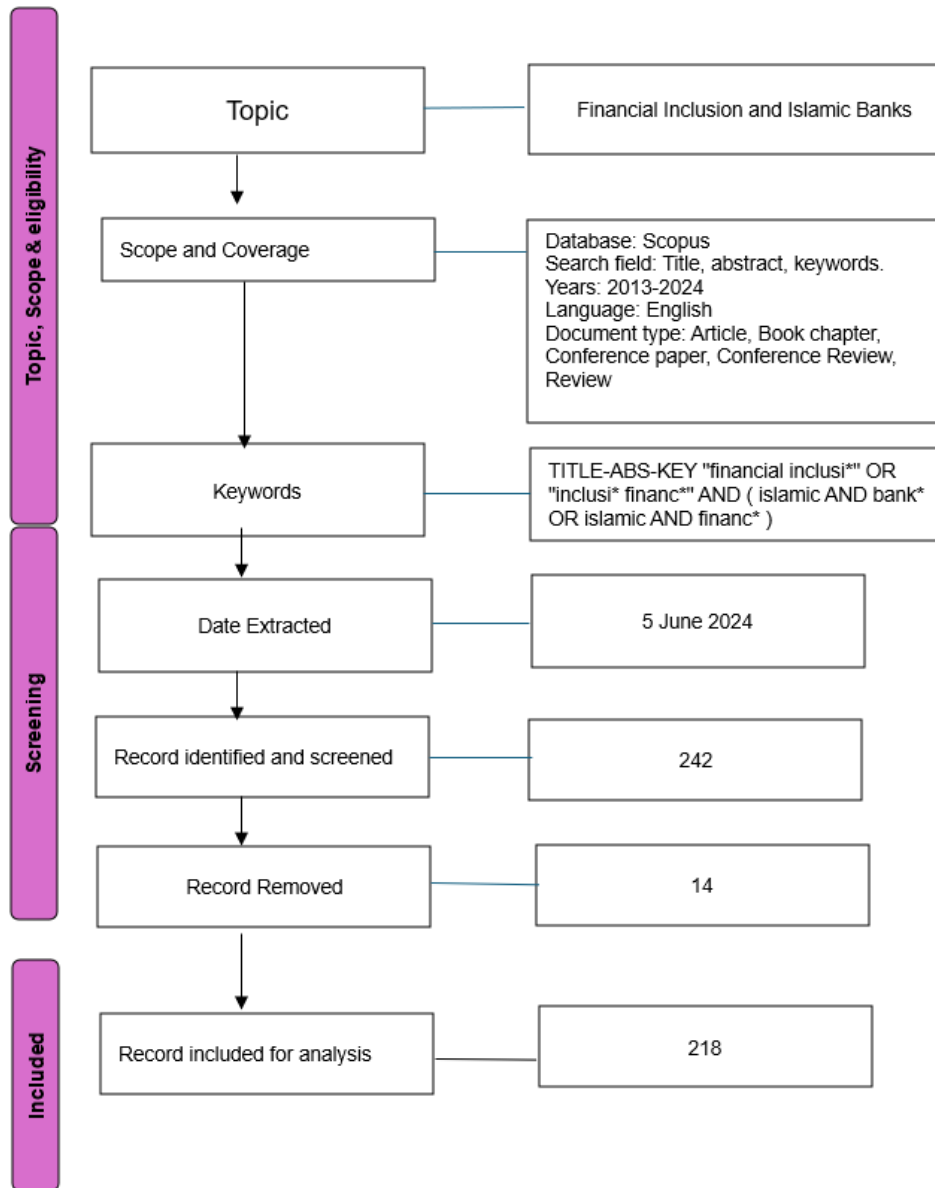 Topic, Scope & eligibility
Topic
Financial Inclusion and Islamic Banks
Scope and Coverage
Database: Scopus
Search field: Title, abstract, keywords.
Years: 2013-2024
Language: English
Document type: Article, Book chapter,
Conference paper, Conference Review,
Review
Keywords
TITLE-ABS-KEY "financial inclusi*" OR
"inclusi* financ*" AND ( islamic AND bank*
OR islamic AND financ* )
Screening
Date Extracted
5 June 2024
Record identified and screened
242
Record Removed
14
Included
Record included for analysis
218